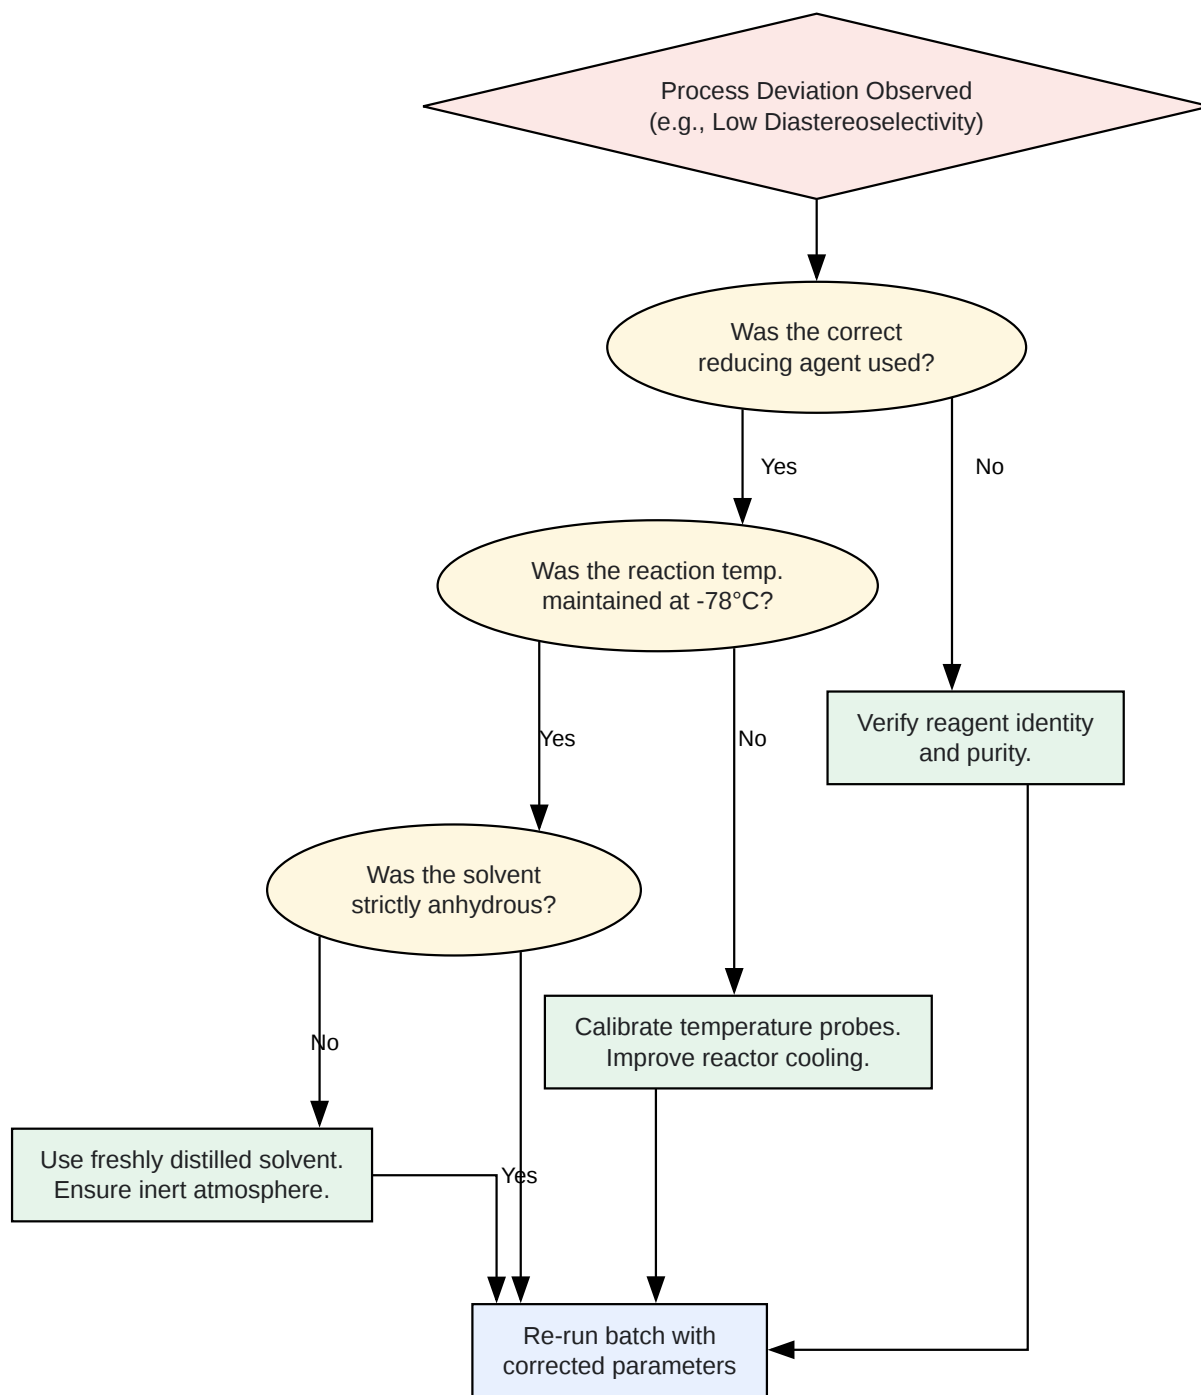 Process Deviation Observed
(e.g., Low Diastereoselectivity)
Was the correct
reducing agent used?
Yes
No
Was the reaction temp.
maintained at -78°C?
Yes
No
Verify reagent identity
and purity.
Was the solvent
strictly anhydrous?
No
Calibrate temperature probes.
Improve reactor cooling.
Use freshly distilled solvent.
Ensure inert atmosphere.
Yes
Re-run batch with
corrected parameters